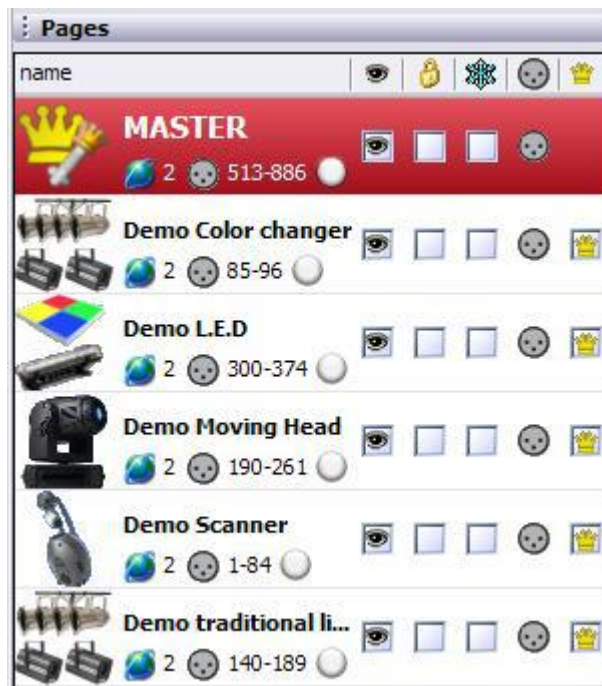 Pages
name
MASTER
2 513-886
Demo Color changer
2 85-96
Demo L.E.D
2 300-374
Demo Moving Head
2 190-261
Demo Scanner
2 1-84
Demo traditional li...
2 140-189